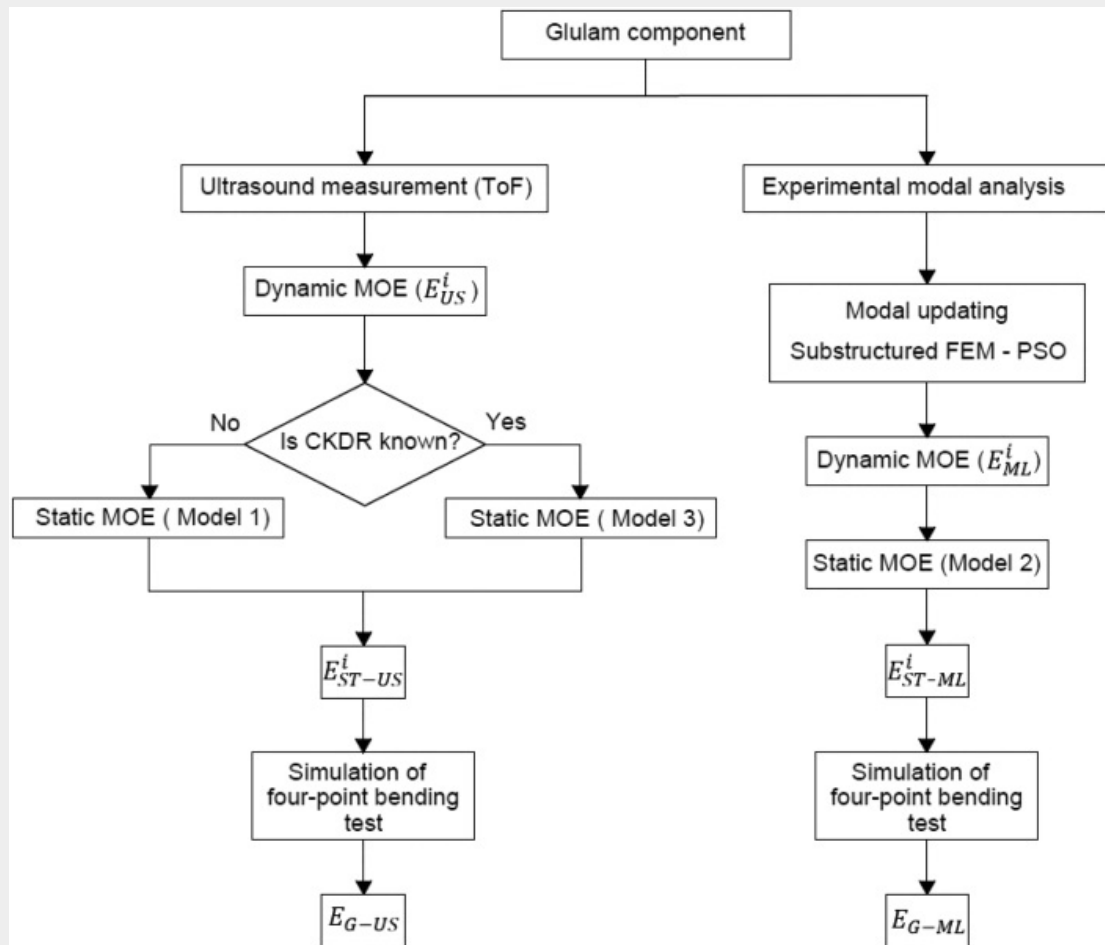 Glulam component
Ultrasound measurement (ToF)
Experimental modal analysis
Dynamic MOE (E^i_US)
Modal updating
Substructured FEM - PSO
No
Yes
Is CKDR known?
Dynamic MOE (E^i_ML)
Static MOE ( Model 1)
Static MOE ( Model 3)
Static MOE (Model 2)
E^i_ST-US
E^i_ST-ML
Simulation of
four-point bending
test
Simulation of
four-point bending
test
E_G-US
E_G-ML